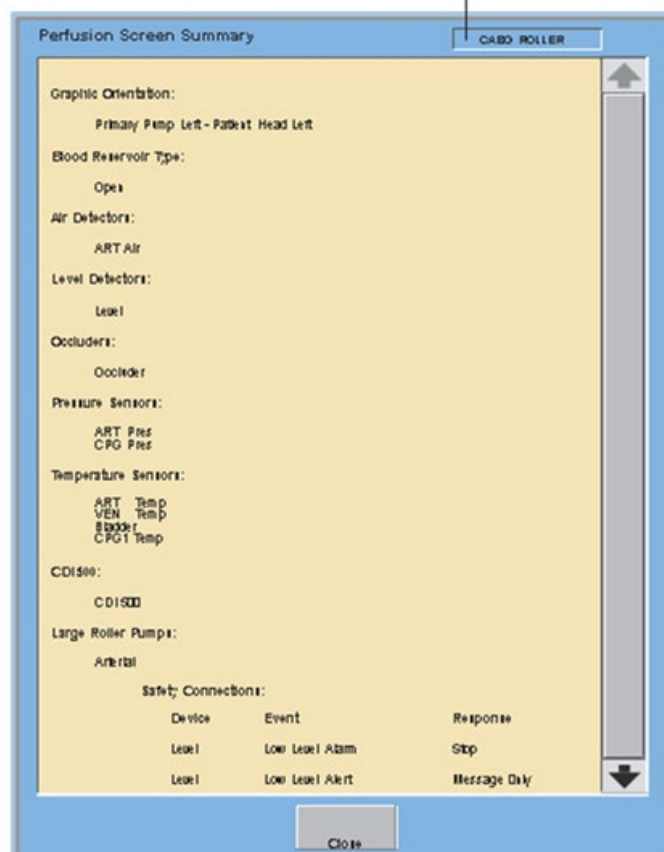 Perfusion Screen Summary
CABG ROLLER
Graphic Orientation:
Primary Pump Left - Patient Head Left
Blood Reservoir Type:
Open
Air Detectors:
ART Air
Level Detectors:
Level
Occluders:
Occluder
Pressure Sensors:
ART Pres
CPG Pres
Temperature Sensors:
ART Temp
VEN Temp
Bladder
CPG1 Temp
CDI500:
CDI500
Large Roller Pumps:
Arterial
Safety Connections:
Device Event Response
Level Low Level Alarm Stop
Level Low Level Alert Message Only
Close